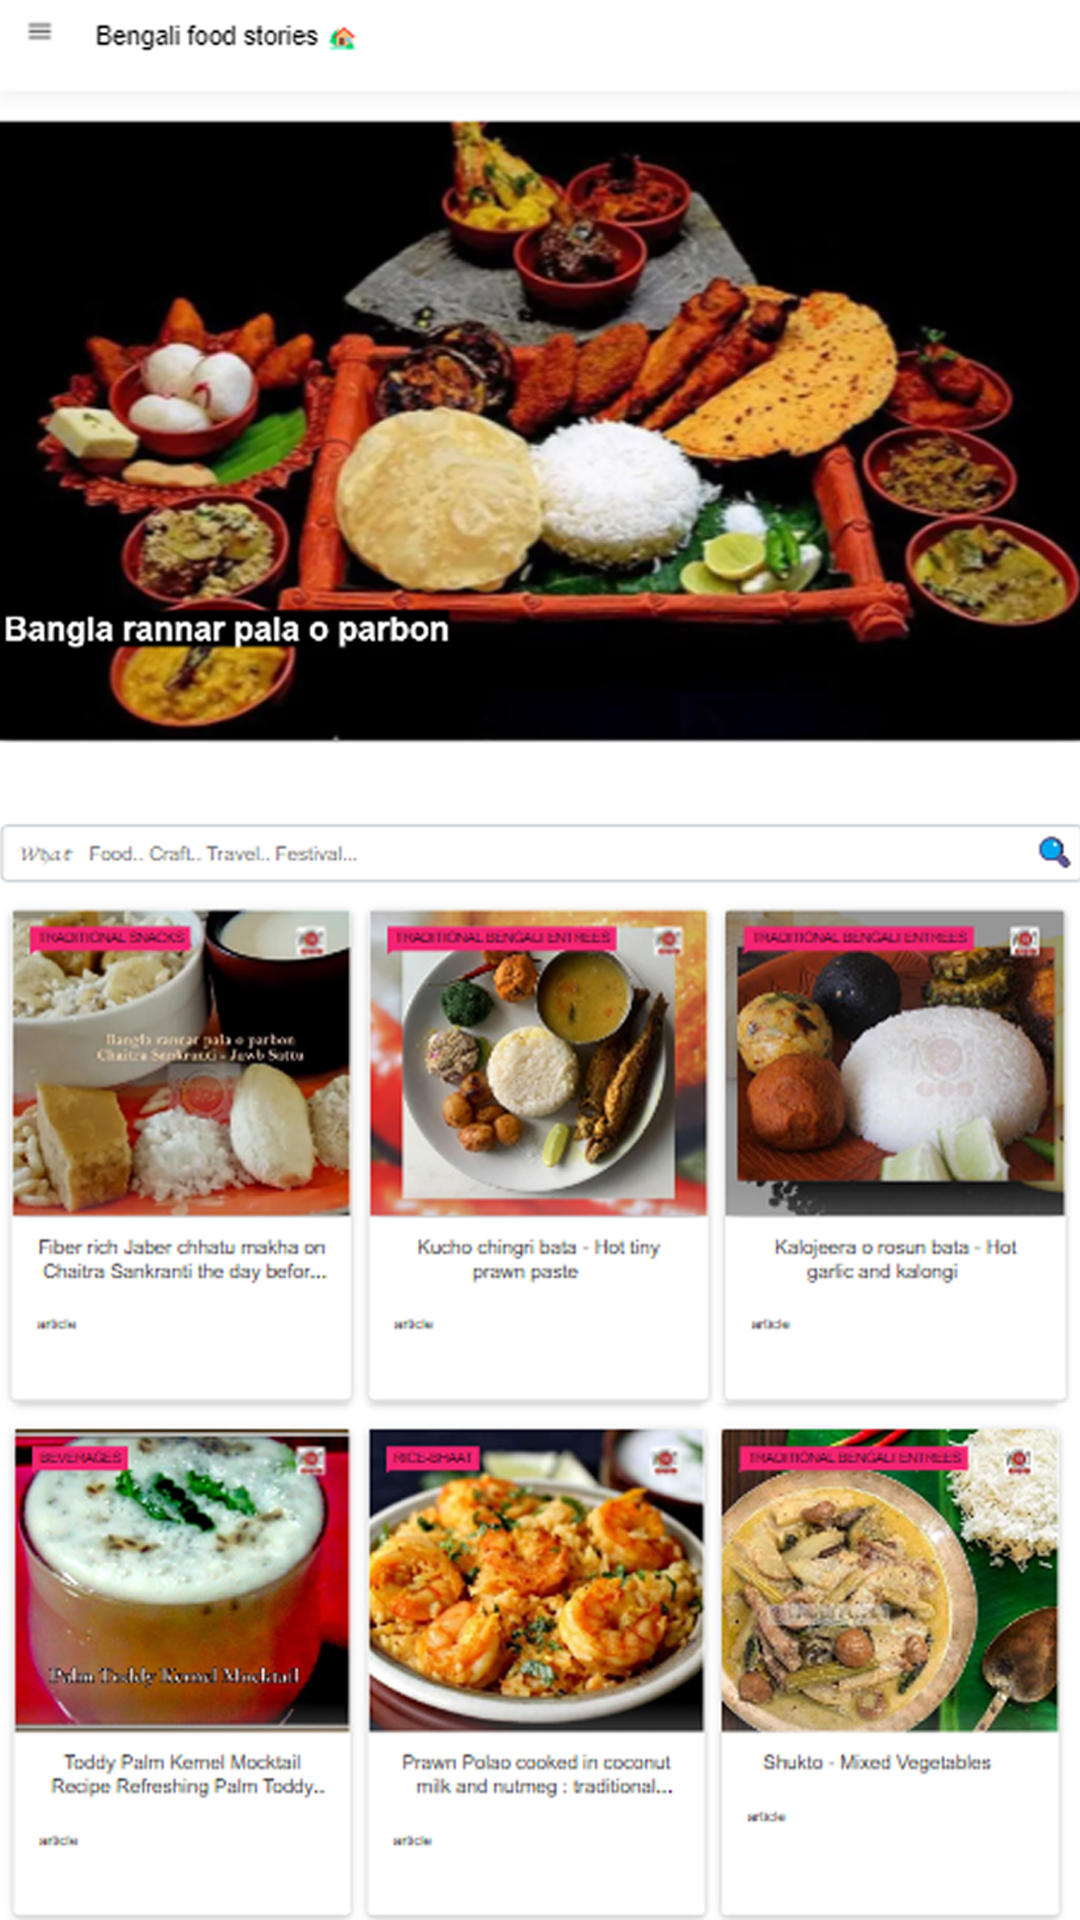 Bengali food stories
Bangla rannar pala o parbon
What Food.. Craft.. Travel.. Festival...
TRADITIONAL SNACKS
Bangla rannar pala o parbon
Chaitra Sankranti - Jawb Sattu
Fiber rich Jaber chhatu makha on
Chaitra Sankranti the day befor...
article
TRADITIONAL BENGALI ENTREES
Kucho chingri bata - Hot tiny
prawn paste
article
TRADITIONAL BENGALI ENTREES
Kalojeera o rosun bata - Hot
garlic and kalongi
article
BEVERAGES
Palm Toddy Kernel Mocktail
Toddy Palm Kernel Mocktail
Recipe Refreshing Palm Toddy..
article
RICE-BHAAT
Prawn Polao cooked in coconut
milk and nutmeg : traditional...
article
TRADITIONAL BENGALI ENTREES
Shukto - Mixed Vegetables
article